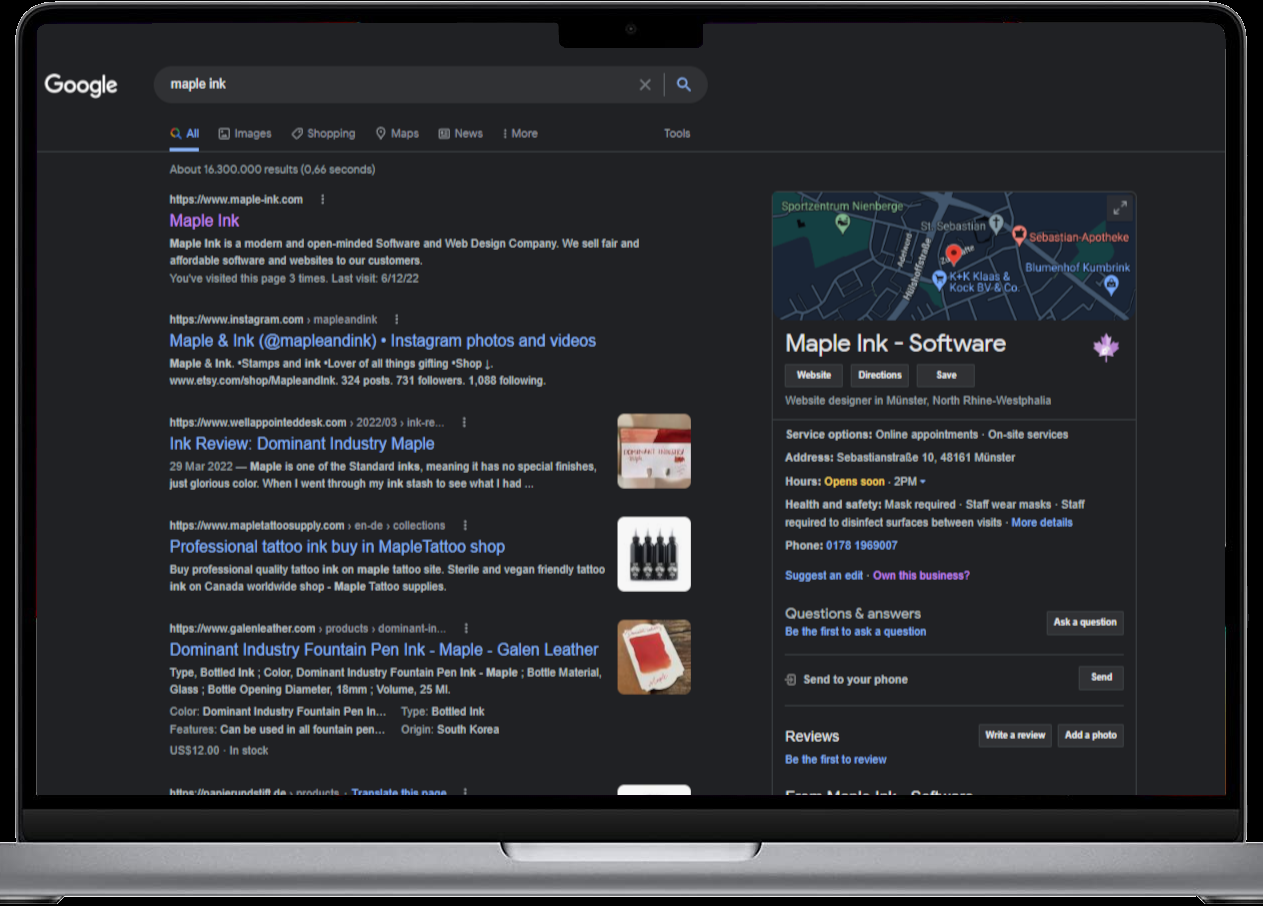 Google
maple ink
All Images Shopping Maps News More Tools
About 16.300.000 results (0,66 seconds)
https://www.maple-ink.com
Maple Ink
Maple Ink is a modern and open-minded Software and Web Design Company. We sell fair and
affordable software and websites to our customers.
You've visited this page 3 times. Last visit: 6/12/22
https://www.instagram.com › mapleandink
Maple & Ink (@mapleandink) • Instagram photos and videos
Maple & Ink. •Stamps and ink •Lover of all things gifting •Shop ↓.
www.etsy.com/shop/MapleandInk. 324 posts. 731 followers. 1,088 following.
https://www.wellappointeddesk.com › 2022/03 › ink-re...
Ink Review: Dominant Industry Maple
29 Mar 2022 — Maple is one of the Standard inks, meaning it has no special finishes,
just glorious color. When I went through my ink stash to see what I had ...
DOMINANT INDUSTRY
https://www.mapletattoosupply.com › en-de › collections
Professional tattoo ink buy in MapleTattoo shop
Buy professional quality tattoo ink on maple tattoo site. Sterile and vegan friendly tattoo
ink on Canada worldwide shop - Maple Tattoo supplies.
https://www.galenleather.com › products › dominant-in...
Dominant Industry Fountain Pen Ink - Maple - Galen Leather
Type, Bottled Ink ; Color, Dominant Industry Fountain Pen Ink - Maple ; Bottle Material,
Glass ; Bottle Opening Diameter, 18mm ; Volume, 25 Ml.
Color: Dominant Industry Fountain Pen In... Type: Bottled Ink
Features: Can be used in all fountain pen... Origin: South Korea
US$12.00 · In stock
https://papierundstift.de › products · Translate this page
Sportzentrum Nienberge
St. Sebastian
Sebastian-Apotheke
Hülshoffstraße
K+K Klaas &
Kock BV & Co.
Blumenhof Kumbrink
Maple Ink - Software
Website Directions Save
Website designer in Münster, North Rhine-Westphalia
Service options: Online appointments · On-site services
Address: Sebastianstraße 10, 48161 Münster
Hours: Opens soon · 2PM
Health and safety: Mask required · Staff wear masks · Staff
required to disinfect surfaces between visits · More details
Phone: 0178 1969007
Suggest an edit · Own this business?
Questions & answers
Be the first to ask a question
Ask a question
Send to your phone
Send
Reviews
Write a review Add a photo
Be the first to review
From Maple Ink - Software